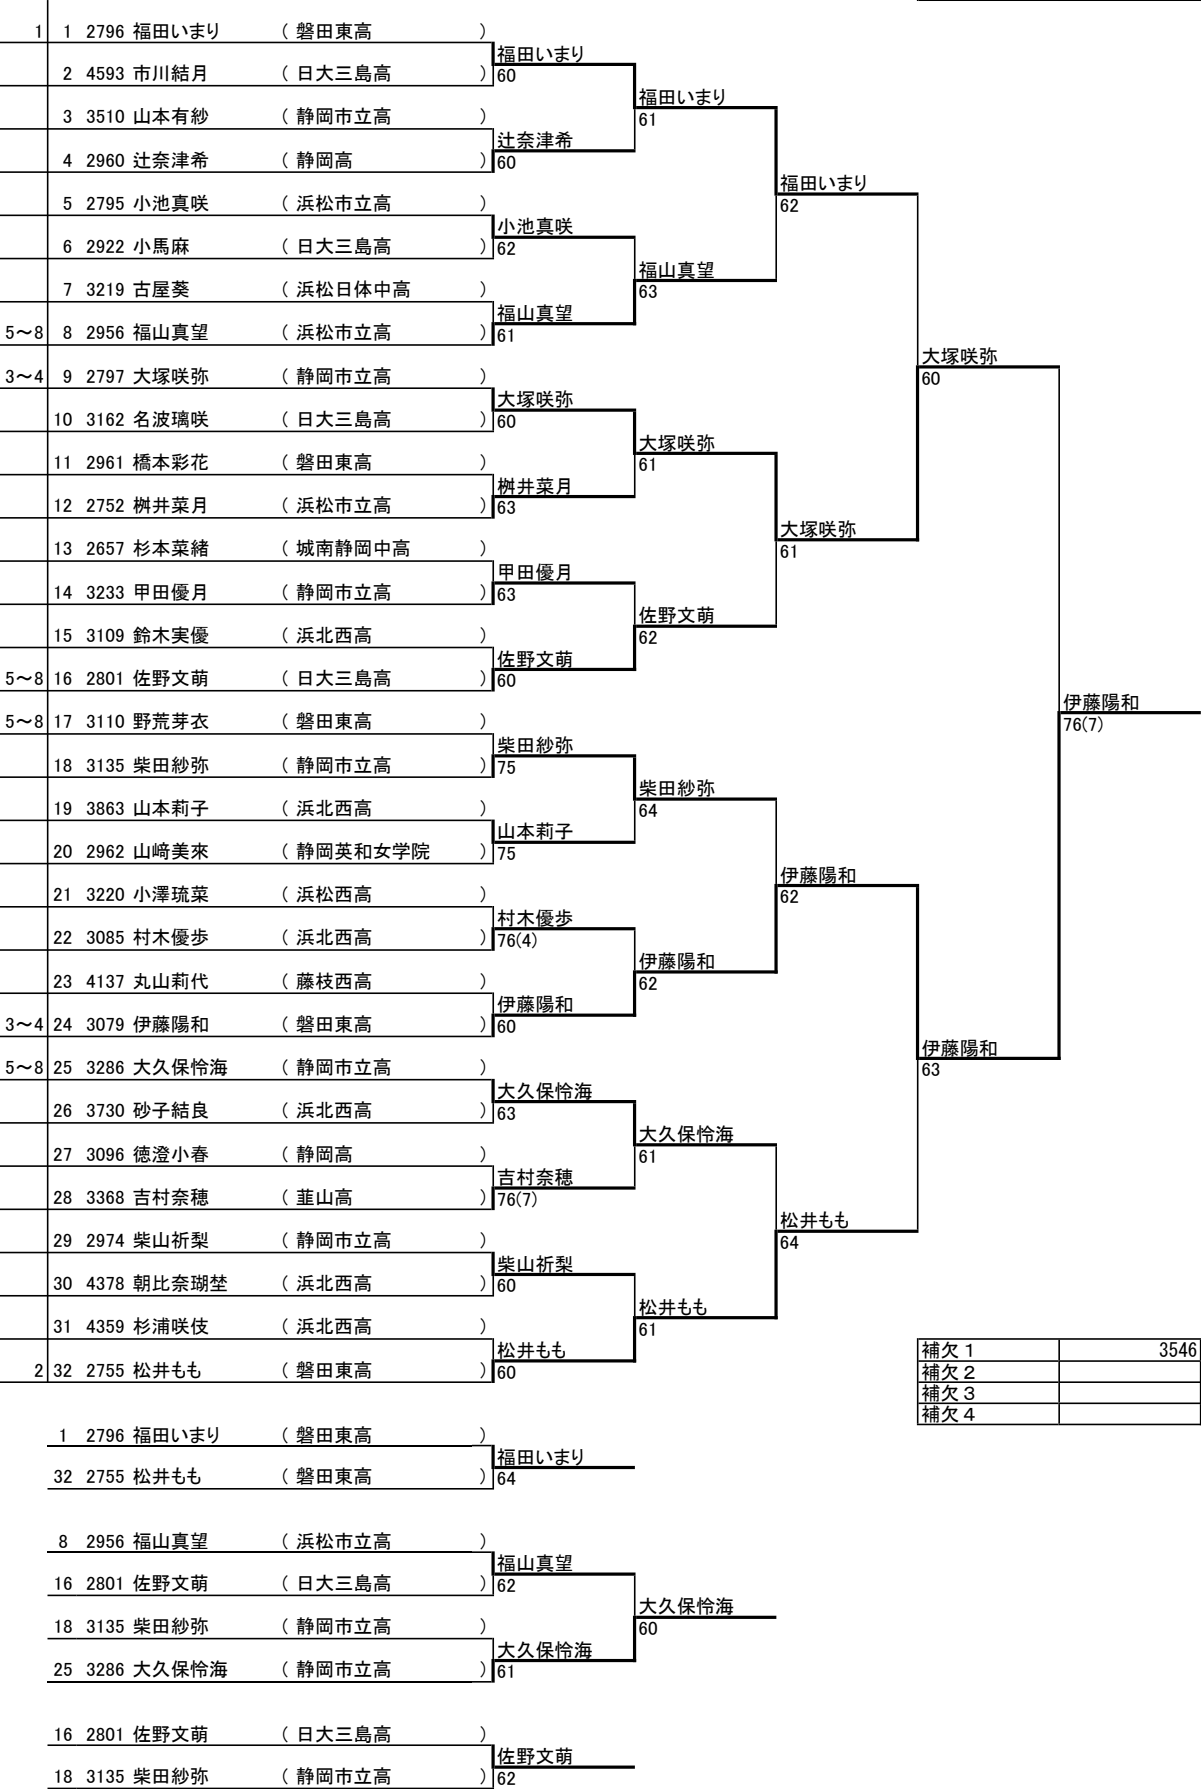 1 1 2796 福田いまり （ 磐田東高 ）
福田いまり
2 4593 市川結月 （ 日大三島高 ） 60
福田いまり
3 3510 山本有紗 （ 静岡市立高 ） 61
辻奈津希
4 2960 辻奈津希 （ 静岡高 ） 60
福田いまり
5 2795 小池真咲 （ 浜松市立高 ） 62
小池真咲
6 2922 小馬麻 （ 日大三島高 ） 62
福山真望
7 3219 古屋葵 （ 浜松日体中高 ） 63
福山真望
5～8 8 2956 福山真望 （ 浜松市立高 ） 61
大塚咲弥
3～4 9 2797 大塚咲弥 （ 静岡市立高 ） 60
大塚咲弥
10 3162 名波璃咲 （ 日大三島高 ） 60
大塚咲弥
11 2961 橋本彩花 （ 磐田東高 ） 61
桝井菜月
12 2752 桝井菜月 （ 浜松市立高 ） 63
大塚咲弥
13 2657 杉本菜緒 （ 城南静岡中高 ） 61
甲田優月
14 3233 甲田優月 （ 静岡市立高 ） 63
佐野文萌
15 3109 鈴木実優 （ 浜北西高 ） 62
佐野文萌
5～8 16 2801 佐野文萌 （ 日大三島高 ） 60
伊藤陽和
5～8 17 3110 野荒芽衣 （ 磐田東高 ） 76(7)
柴田紗弥
18 3135 柴田紗弥 （ 静岡市立高 ） 75
柴田紗弥
19 3863 山本莉子 （ 浜北西高 ） 64
山本莉子
20 2962 山﨑美來 （ 静岡英和女学院 ） 75
伊藤陽和
21 3220 小澤琉菜 （ 浜松西高 ） 62
村木優歩
22 3085 村木優歩 （ 浜北西高 ） 76(4)
伊藤陽和
23 4137 丸山莉代 （ 藤枝西高 ） 62
伊藤陽和
3～4 24 3079 伊藤陽和 （ 磐田東高 ） 60
伊藤陽和
5～8 25 3286 大久保怜海 （ 静岡市立高 ） 63
大久保怜海
26 3730 砂子結良 （ 浜北西高 ） 63
大久保怜海
27 3096 徳澄小春 （ 静岡高 ） 61
吉村奈穂
28 3368 吉村奈穂 （ 韮山高 ） 76(7)
松井もも
29 2974 柴山祈梨 （ 静岡市立高 ） 64
柴山祈梨
30 4378 朝比奈瑚埜 （ 浜北西高 ） 60
松井もも
31 4359 杉浦咲伎 （ 浜北西高 ） 61
松井もも
補欠１ 3546
2 32 2755 松井もも （ 磐田東高 ） 60
補欠２
補欠３
補欠４
1 2796 福田いまり （ 磐田東高 ）
福田いまり
32 2755 松井もも （ 磐田東高 ） 64
8 2956 福山真望 （ 浜松市立高 ）
福山真望
16 2801 佐野文萌 （ 日大三島高 ） 62
大久保怜海
18 3135 柴田紗弥 （ 静岡市立高 ） 60
大久保怜海
25 3286 大久保怜海 （ 静岡市立高 ） 61
16 2801 佐野文萌 （ 日大三島高 ）
佐野文萌
18 3135 柴田紗弥 （ 静岡市立高 ） 62